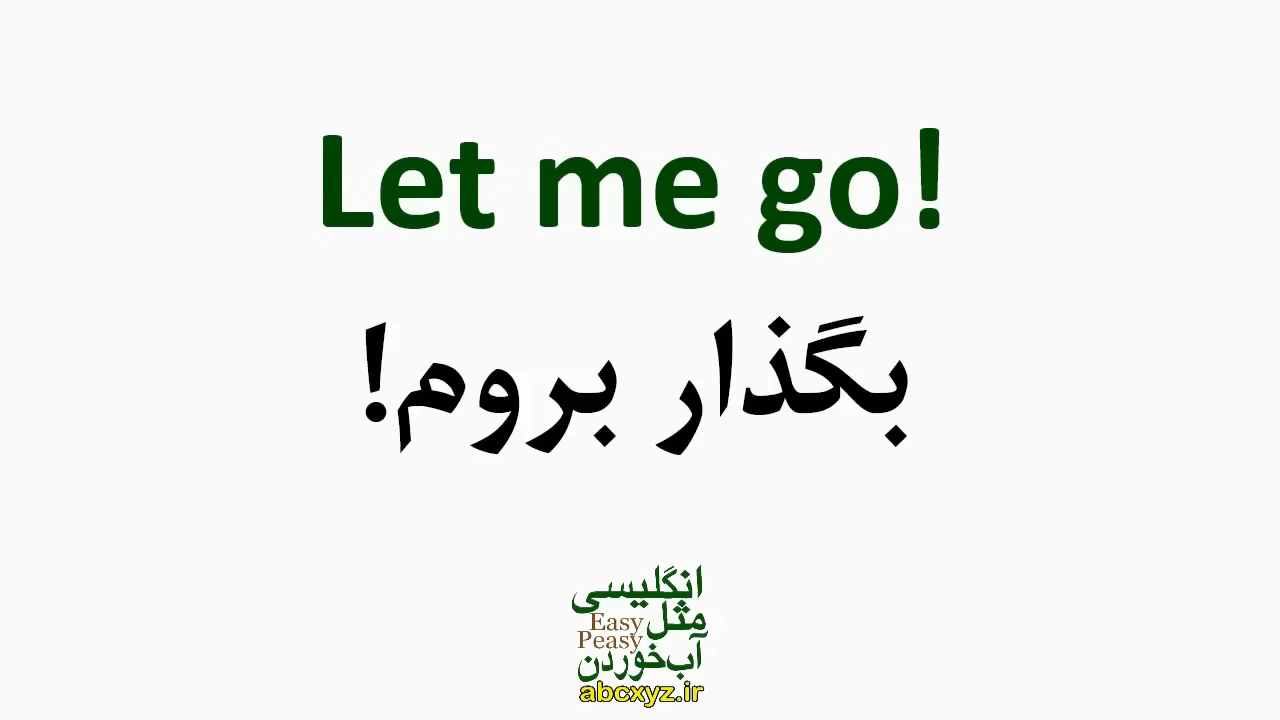 Let me go!
بگذار بروم!
انگلیسی
مثل
Easy
Peasy
آب‌خوردن
abcxyz.ir